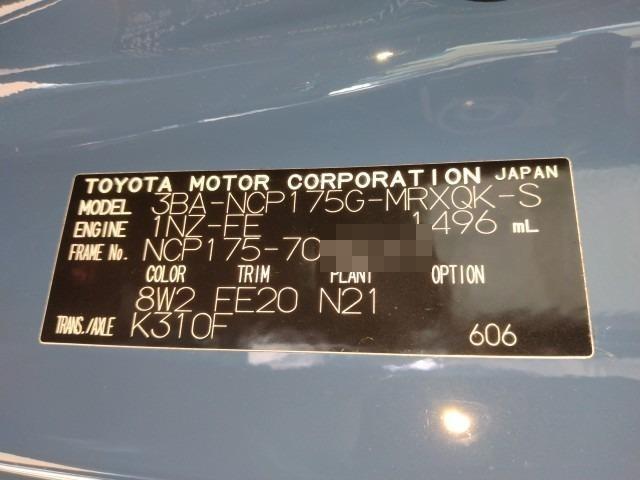 TOYOTA MOTOR CORPORATION JAPAN
MODEL 3BA-NCP175G-MRXQK-S
ENGINE 1NZ-FE 1496 mL
FRAME No. NCP175-70
COLOR TRIM PLANT OPTION
8W2 FE20 N21
TRANS./AXLE K310F 606